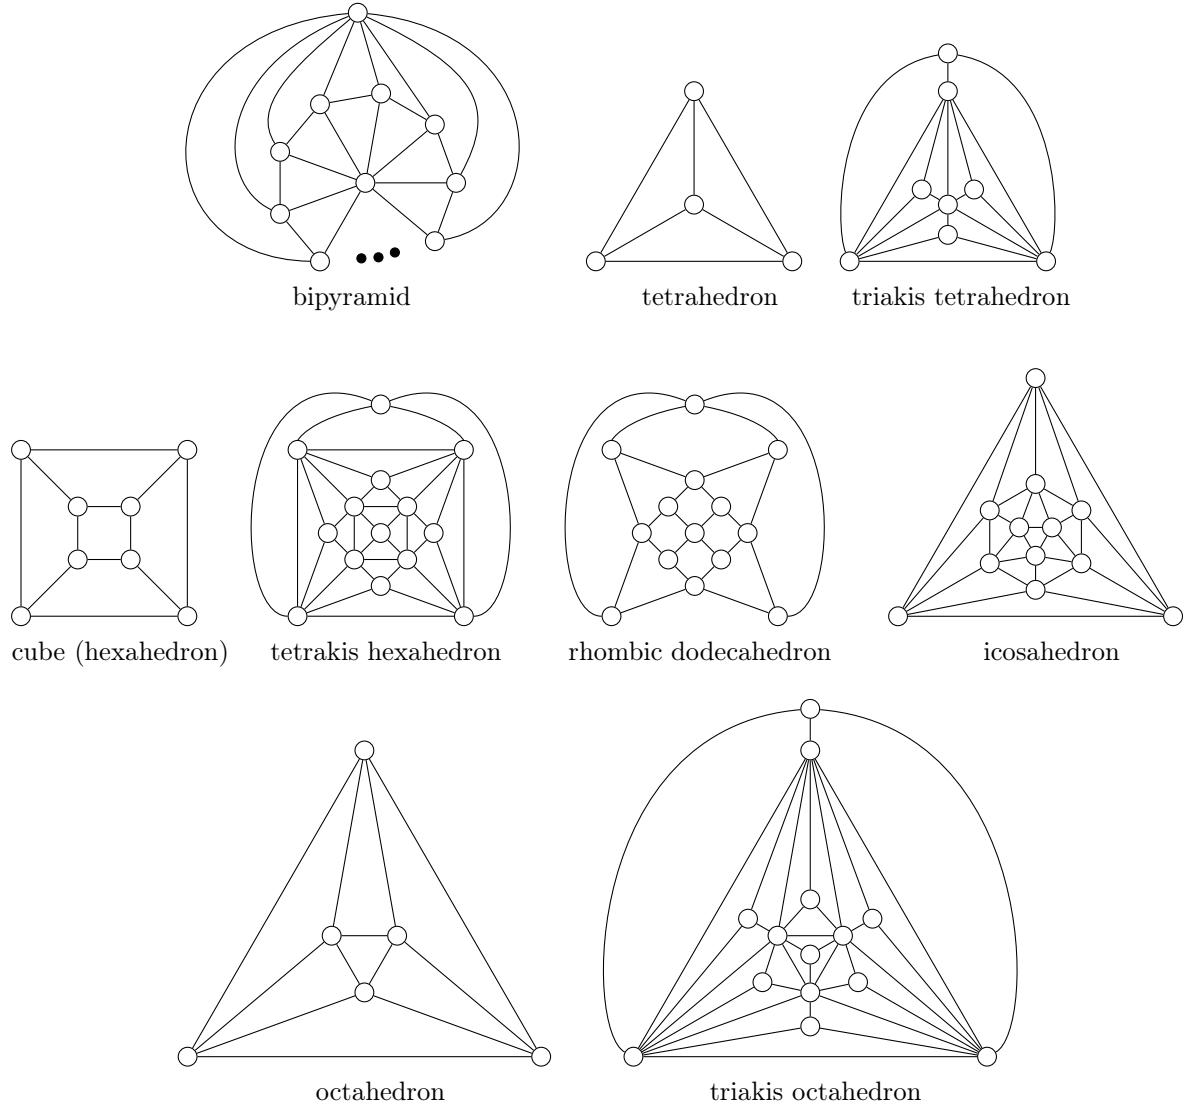 bipyramid
tetrahedron
triakis tetrahedron
cube (hexahedron)
tetrakis hexahedron
rhombic dodecahedron
icosahedron
octahedron
triakis octahedron